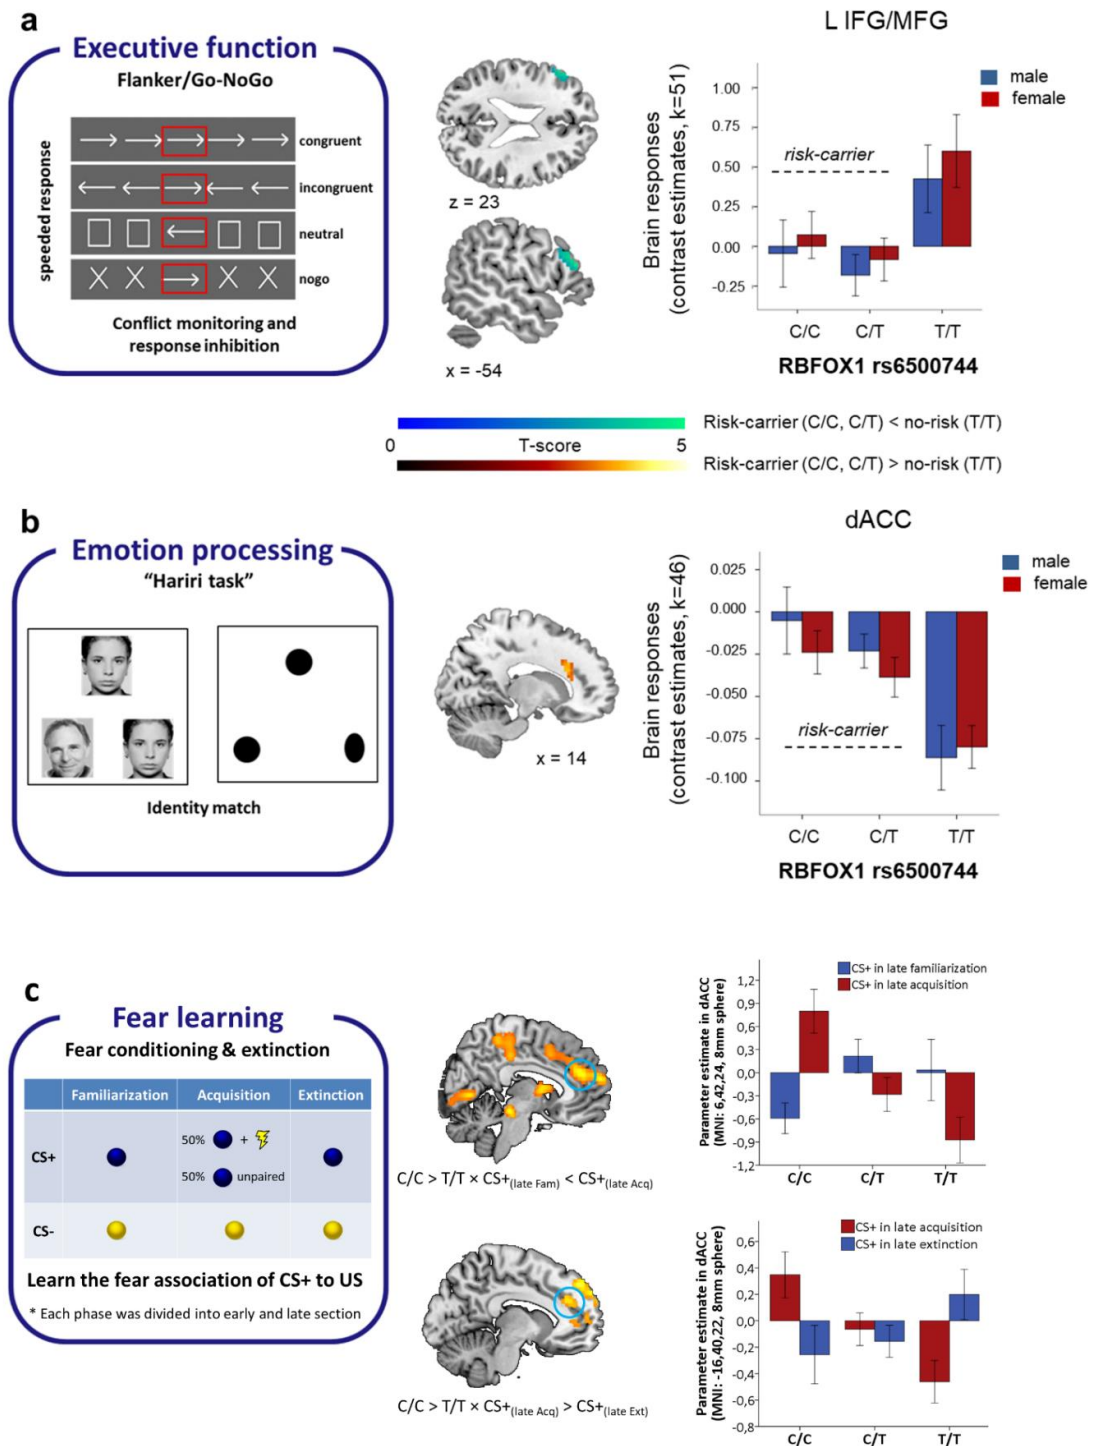 a
Executive function
Flanker/Go-NoGo
speeded response
congruent
incongruent
neutral
nogo
Conflict monitoring and
response inhibition
z = 23
x = -54
L IFG/MFG
Brain responses
(contrast estimates, k=51)
1.00
0.75
0.50
0.25
0.00
-0.25
risk-carrier
male
female
C/C C/T T/T
RBFOX1 rs6500744
0 T-score 5
Risk-carrier (C/C, C/T) < no-risk (T/T)
Risk-carrier (C/C, C/T) > no-risk (T/T)
b
Emotion processing
“Hariri task”
Identity match
x = 14
dACC
Brain responses
(contrast estimates, k=46)
0.025
0.000
-0.025
-0.050
-0.075
-0.100
risk-carrier
male
female
C/C C/T T/T
RBFOX1 rs6500744
c
Fear learning
Fear conditioning & extinction
Familiarization Acquisition Extinction
CS+
50% +
50% unpaired
CS-
Learn the fear association of CS+ to US
* Each phase was divided into early and late section
C/C > T/T × CS+(late Fam) < CS+(late Acq)
C/C > T/T × CS+(late Acq) > CS+(late Ext)
Parameter estimate in dACC
(MNI: 6,42,24, 8mm sphere)
1,2
0,9
0,6
0,3
0,0
-0,3
-0,6
-0,9
-1,2
CS+ in late familiarization
CS+ in late acquisition
C/C C/T T/T
Parameter estimate in dACC
(MNI: -16,40,22, 8mm sphere)
0,6
0,4
0,2
0,0
-0,2
0,4
-0,6
-0,8
CS+ in late acquisition
CS+ in late extinction
C/C C/T T/T